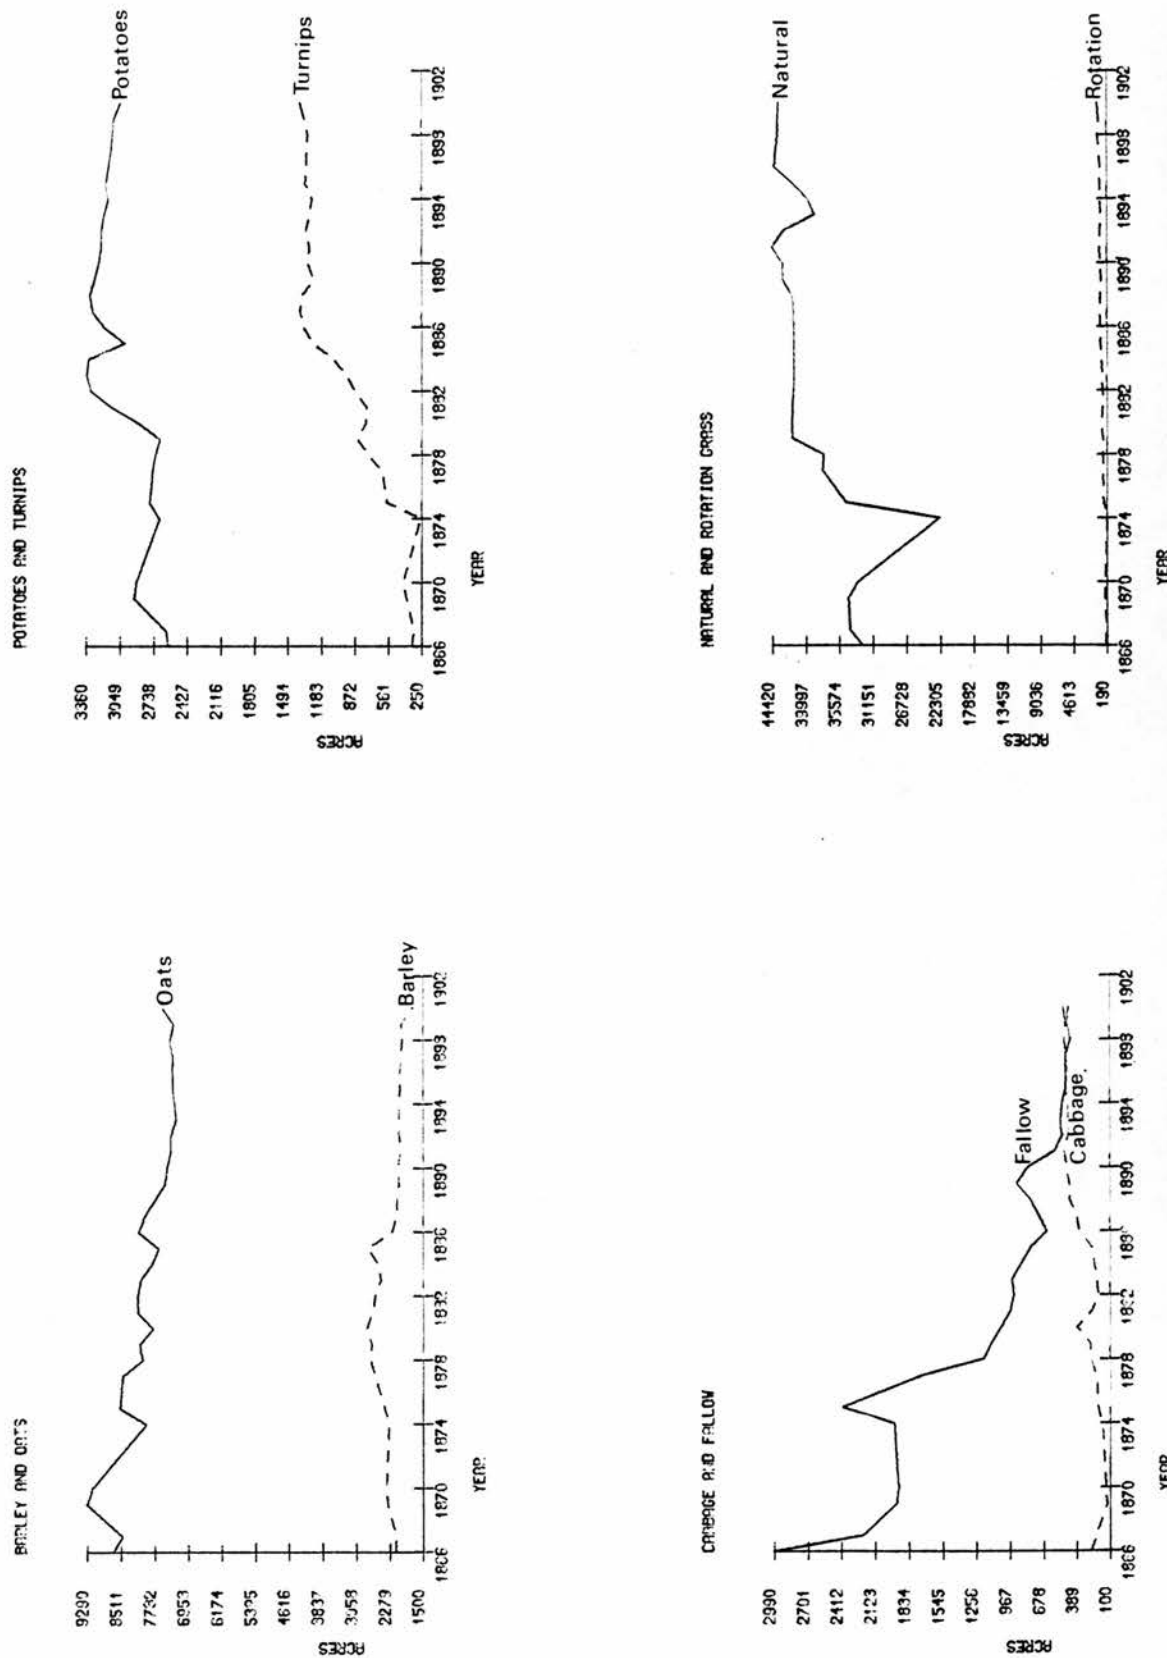 BARLEY AND OATS
ACRES
9290
8511
7732
6953
6174
5395
4616
3837
3058
2279
1500
Oats
Barley
1866 1870 1874 1878 1882 1886 1890 1894 1898 1902
YEAR
POTATOES AND TURNIPS
ACRES
3360
3049
2738
2427
2116
1805
1494
1183
872
561
250
Potatoes
Turnips
1866 1870 1874 1878 1882 1886 1890 1894 1898 1902
YEAR
CABBAGE AND FALLOW
ACRES
2990
2701
2412
2123
1834
1545
1256
967
678
389
100
Fallow
Cabbage.
1866 1870 1874 1878 1882 1886 1890 1894 1898 1902
YEAR
NATURAL AND ROTATION GRASS
ACRES
44420
39997
35574
31151
26728
22305
17882
13459
9036
4613
190
Natural
Rotation
1866 1870 1874 1878 1882 1886 1890 1894 1898 1902
YEAR